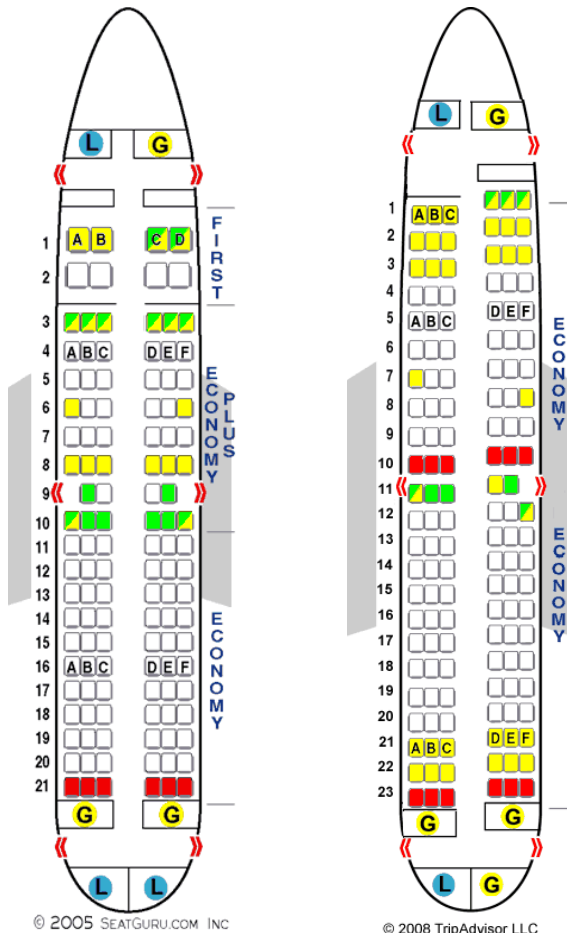 L G
1 A B C D
2
FIRST
3
4 A B C D E F
5
6
7
8
9
10
ECONOMY PLUS
11
12
13
14
15
16 A B C D E F
17
18
19
20
21
ECONOMY
G G
L L
© 2005 SEATGURU.COM INC
L G
1 A B C
2
3
4
5 A B C D E F
6
7
8
9
10
ECONOMY
11
12
13
14
15
16
17
18
19
20
21 A B C D E F
22
23
ECONOMY
G G
L G
© 2008 TripAdvisor LLC